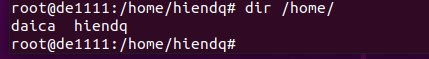 root@de1111:/home/hiendq# dir /home/
daica  hiendq
root@de1111:/home/hiendq#